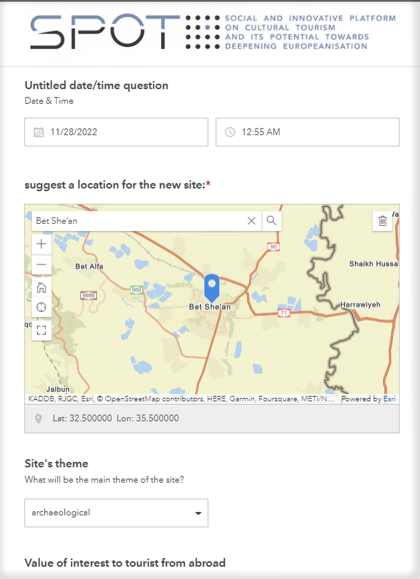 SPOT
SOCIAL AND INNOVATIVE PLATFORM
ON CULTURAL TOURISM
AND ITS POTENTIAL TOWARDS
DEEPENING EUROPEANISATION
Untitled date/time question
Date & Time
11/28/2022 12:55 AM
suggest a location for the new site:*
Bet She'an
Bet Alfa
Shaikh Hussa
Bet She'an
71
Harrawiyeh
Jalbun
KADDB, RJGC, Esri, © OpenStreetMap contributors, HERE, Garmin, Foursquare, METI/N... Powered by Esri
Lat: 32.500000 Lon: 35.500000
Site's theme
What will be the main theme of the site?
archaeological
Value of interest to tourist from abroad